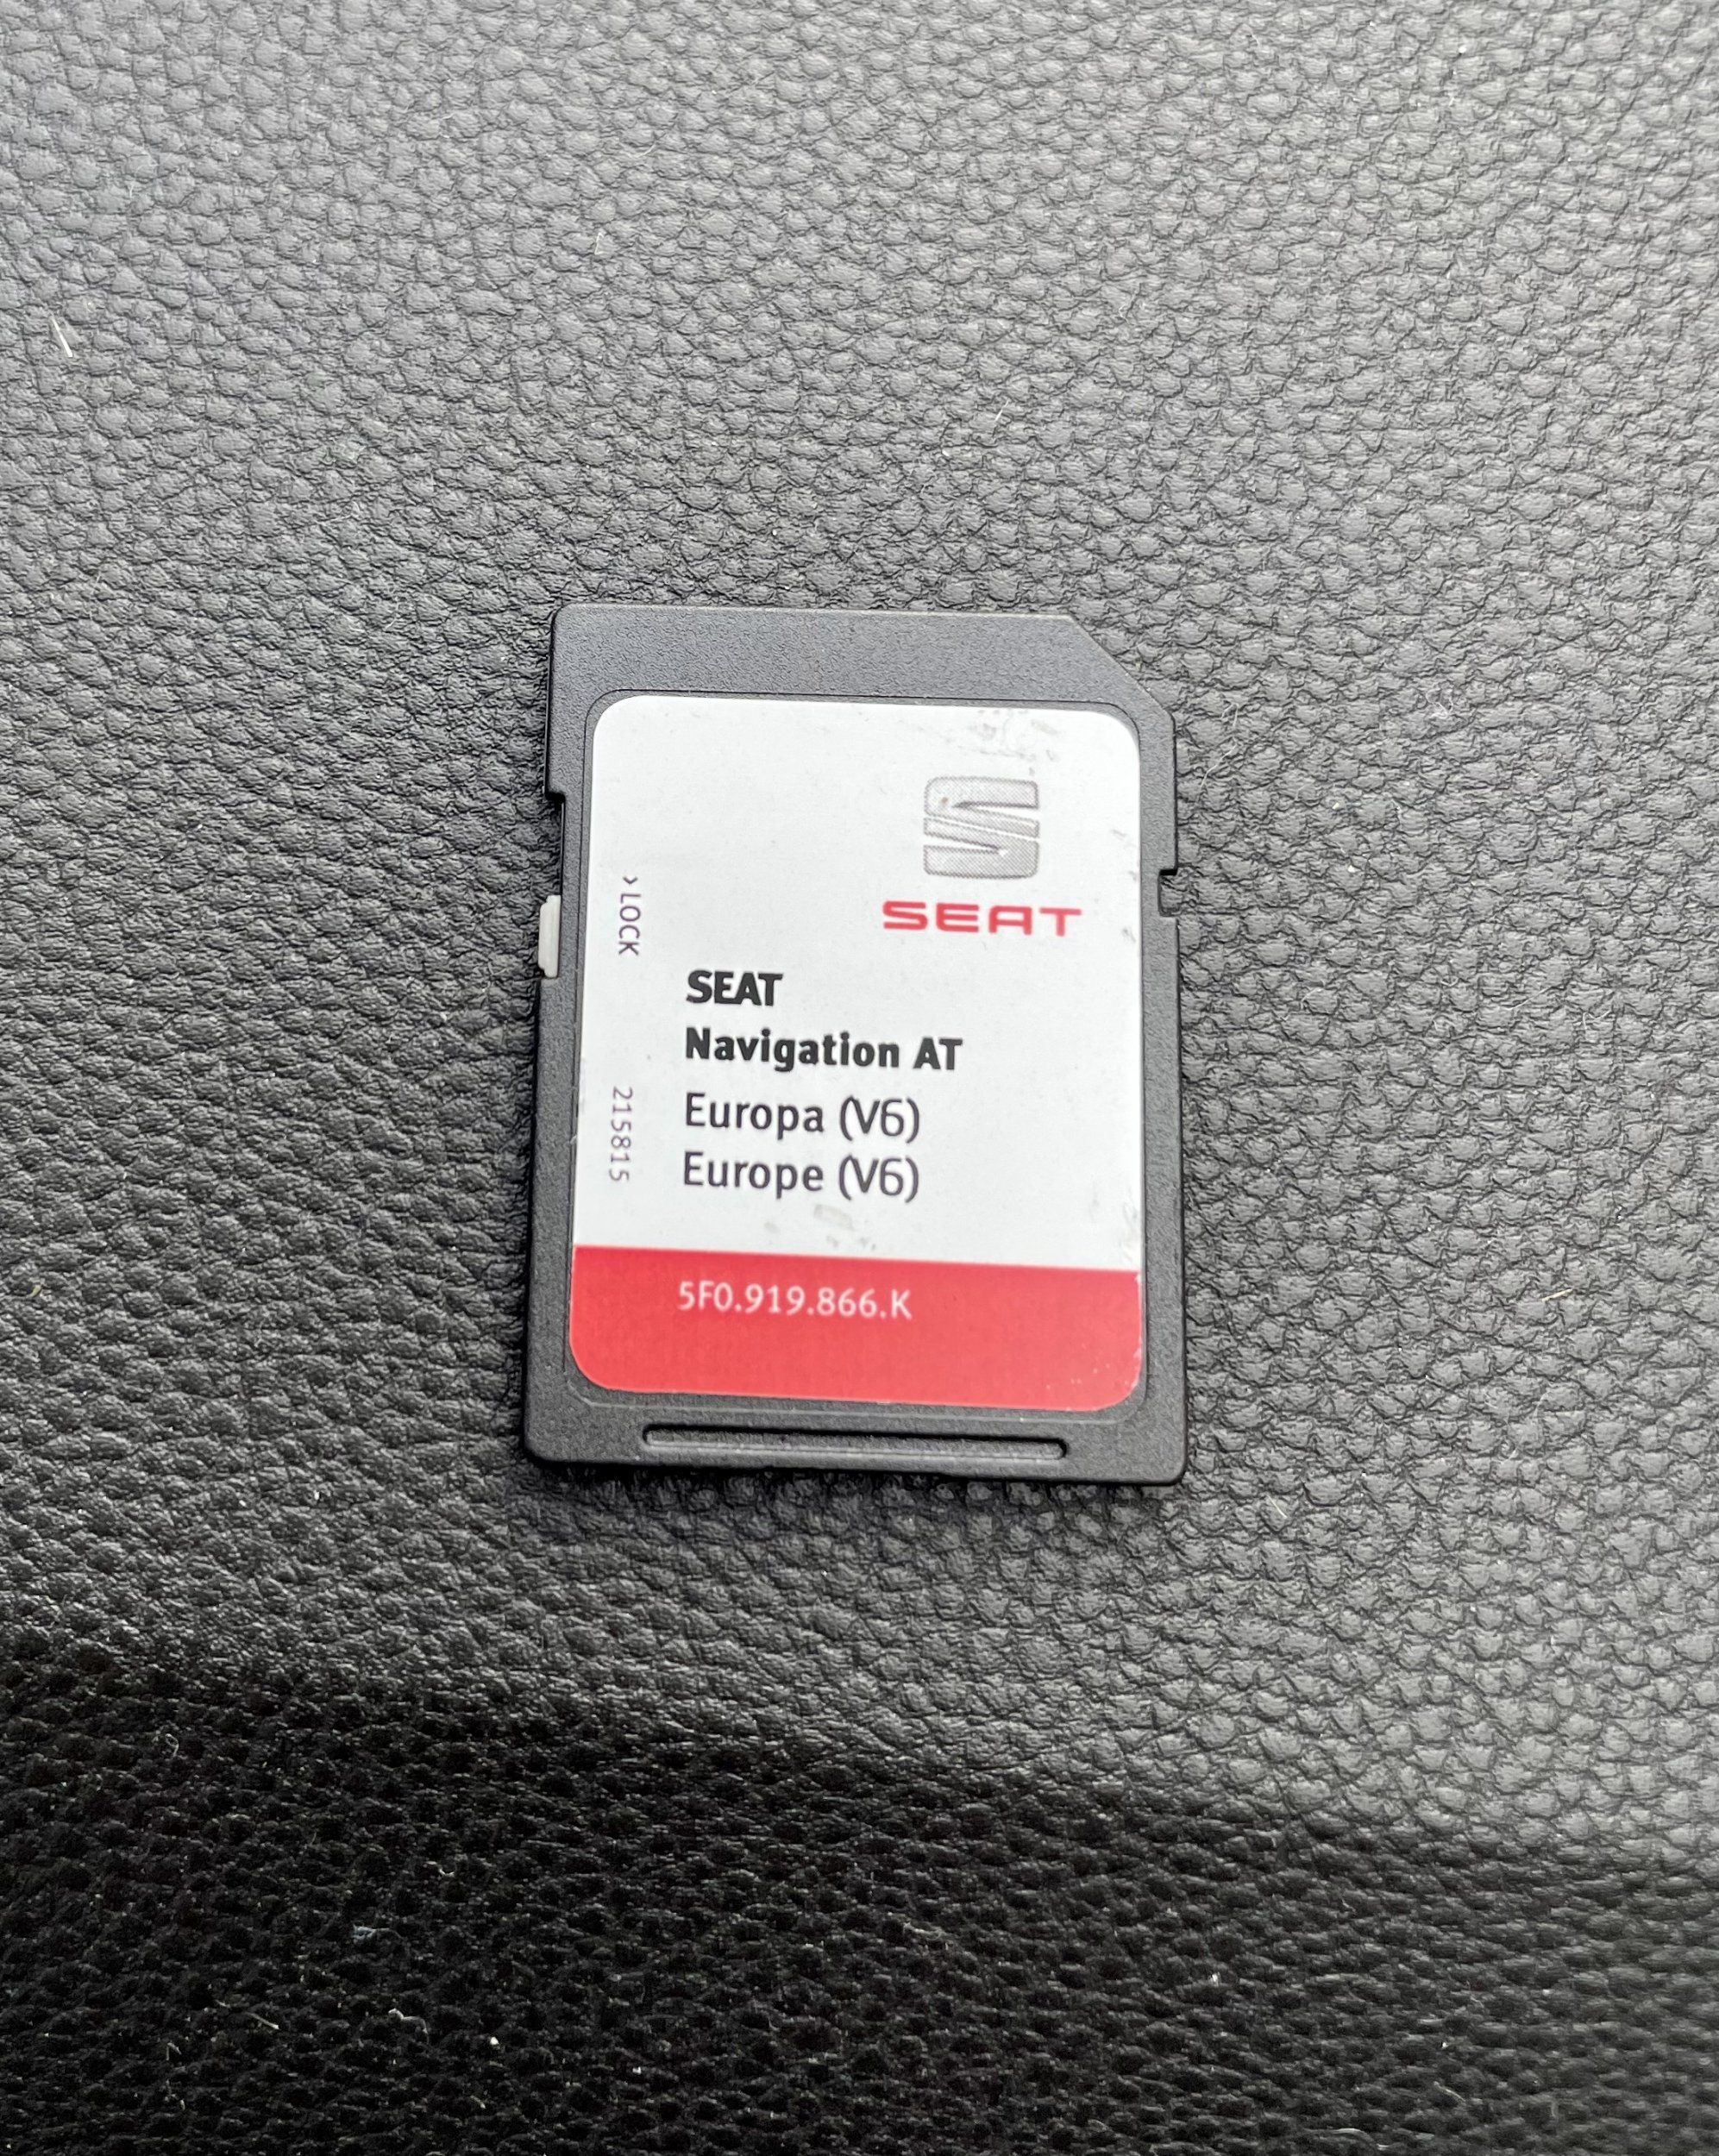 SEAT
›LOCK
SEAT
Navigation AT
Europa (V6)
Europe (V6)
215815
5F0.919.866.K